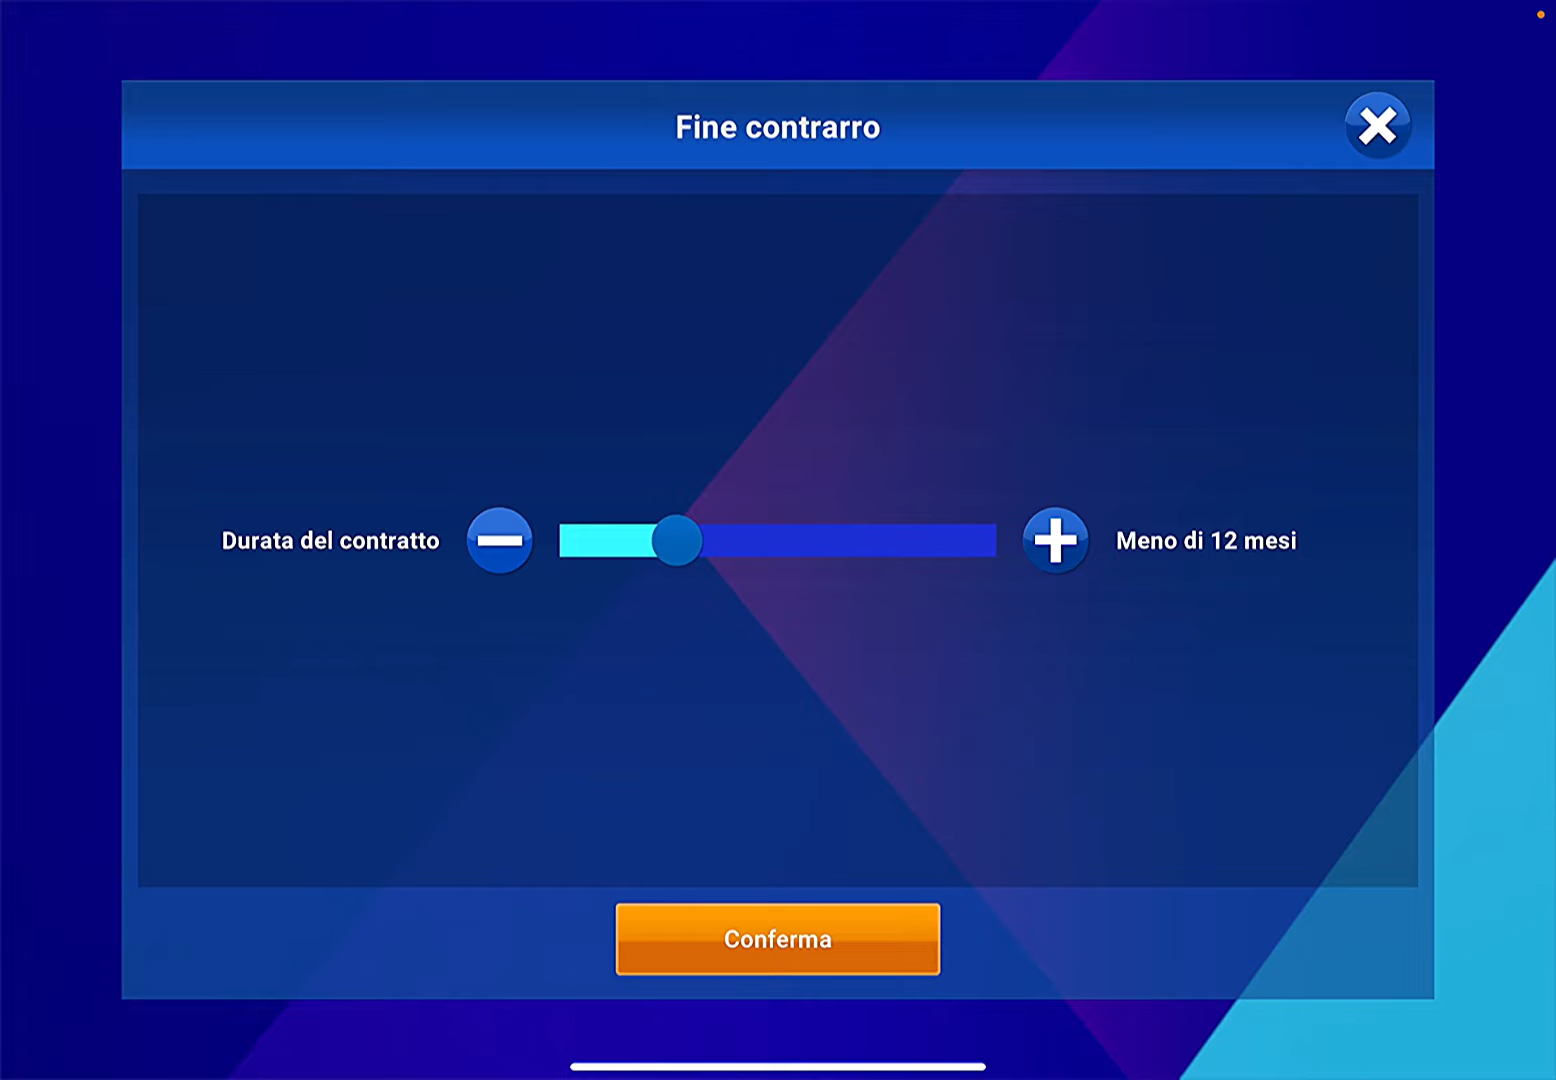 Fine contrarro
Durata del contratto
Meno di 12 mesi
Conferma